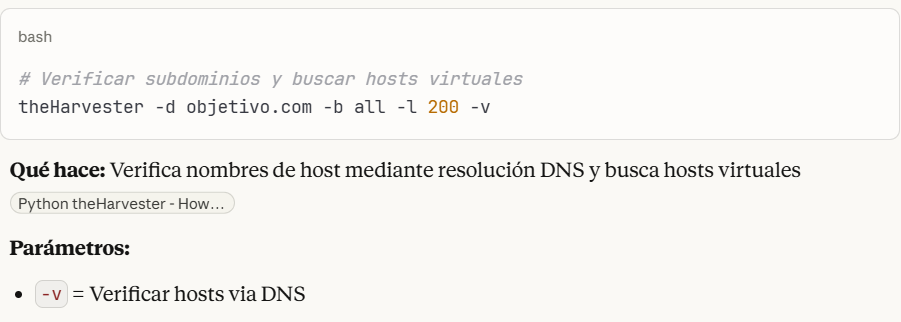 bash
# Verificar subdominios y buscar hosts virtuales
theHarvester -d objetivo.com -b all -l 200 -v
Qué hace: Verifica nombres de host mediante resolución DNS y busca hosts virtuales
Python theHarvester - How...
Parámetros:
• -v = Verificar hosts via DNS